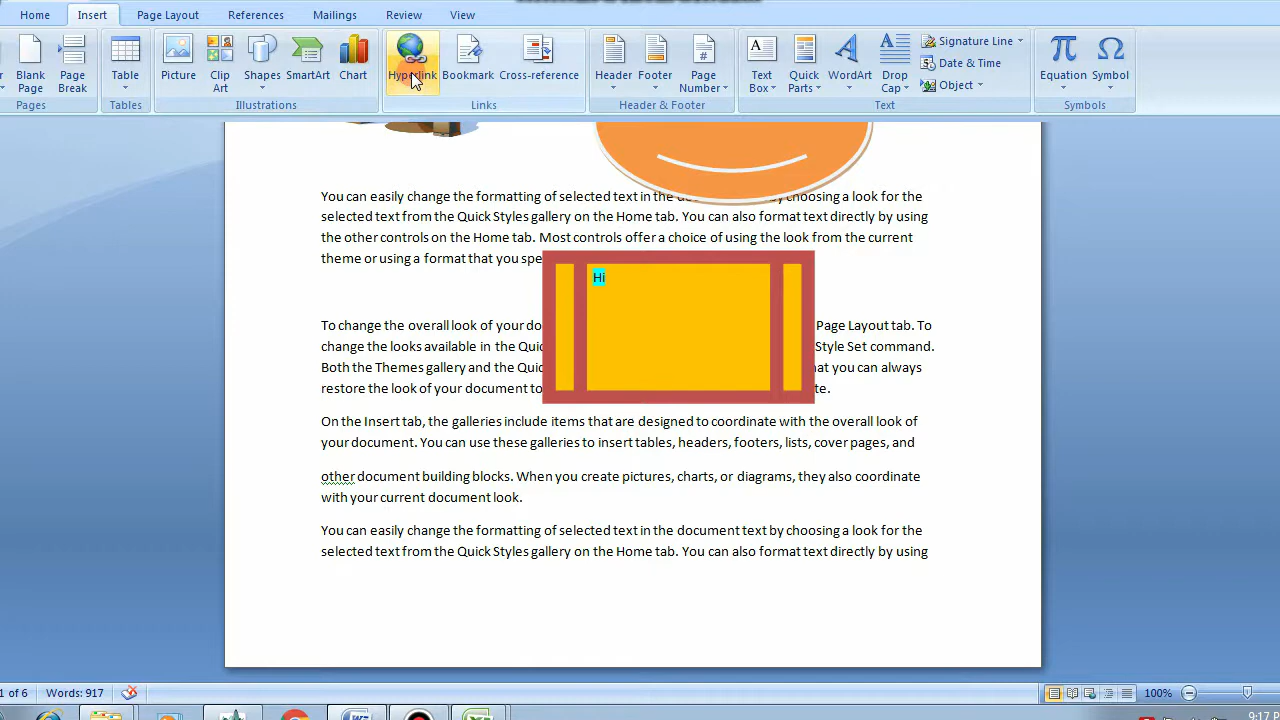 Home Insert Page Layout References Mailings Review View
Blank Page
Page Break
Table
Picture
Clip Art
Shapes
SmartArt
Chart
Hyperlink
Bookmark
Cross-reference
Header
Footer
Page Number
Text Box
Quick Parts
WordArt
Drop Cap
Signature Line
Date & Time
Object
Equation
Symbol
Pages Tables Illustrations Links Header & Footer Text Symbols
You can easily change the formatting of selected text in the do by choosing a look for the
selected text from the Quick Styles gallery on the Home tab. You can also format text directly by using
the other controls on the Home tab. Most controls offer a choice of using the look from the current
theme or using a format that you spe
Hi
To change the overall look of your do Page Layout tab. To
change the looks available in the Quic Style Set command.
Both the Themes gallery and the Quic at you can always
restore the look of your document to te.
On the Insert tab, the galleries include items that are designed to coordinate with the overall look of
your document. You can use these galleries to insert tables, headers, footers, lists, cover pages, and
other document building blocks. When you create pictures, charts, or diagrams, they also coordinate
with your current document look.
You can easily change the formatting of selected text in the document text by choosing a look for the
selected text from the Quick Styles gallery on the Home tab. You can also format text directly by using
1 of 6 Words: 917 100%
9:17 P